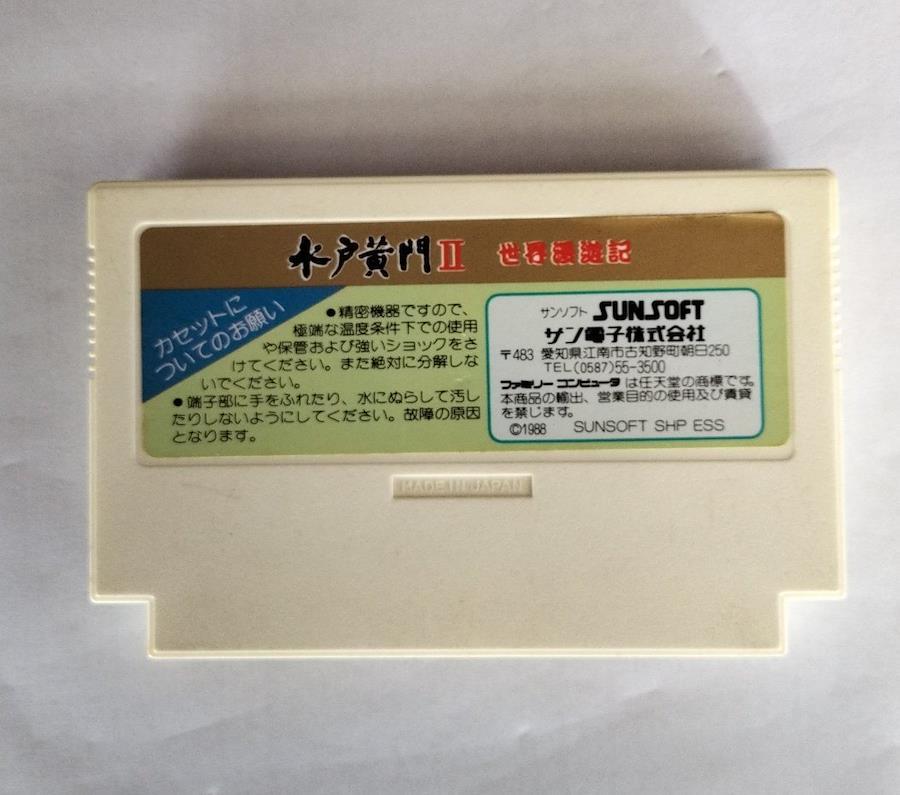 水戸黄門II 世界漫遊記
カセットに
ついてのお願い
●精密機器ですので、
極端な温度条件下での使用
や保管および強いショックをさ
けてください。また絶対に分解しな
いでください。
●端子部に手をふれたり、水にぬらして汚し
たりしないようにしてください。故障の原因
となります。
サンソフト SUNSOFT
サン電子株式会社
〒483 愛知県江南市古知野町朝日250
TEL(0587)55-3500
ファミリーコンピュータ は任天堂の商標です。
本商品の輸出、営業目的の使用及び賃貸
を禁じます。
©1988 SUNSOFT SHP ESS
MADE IN JAPAN